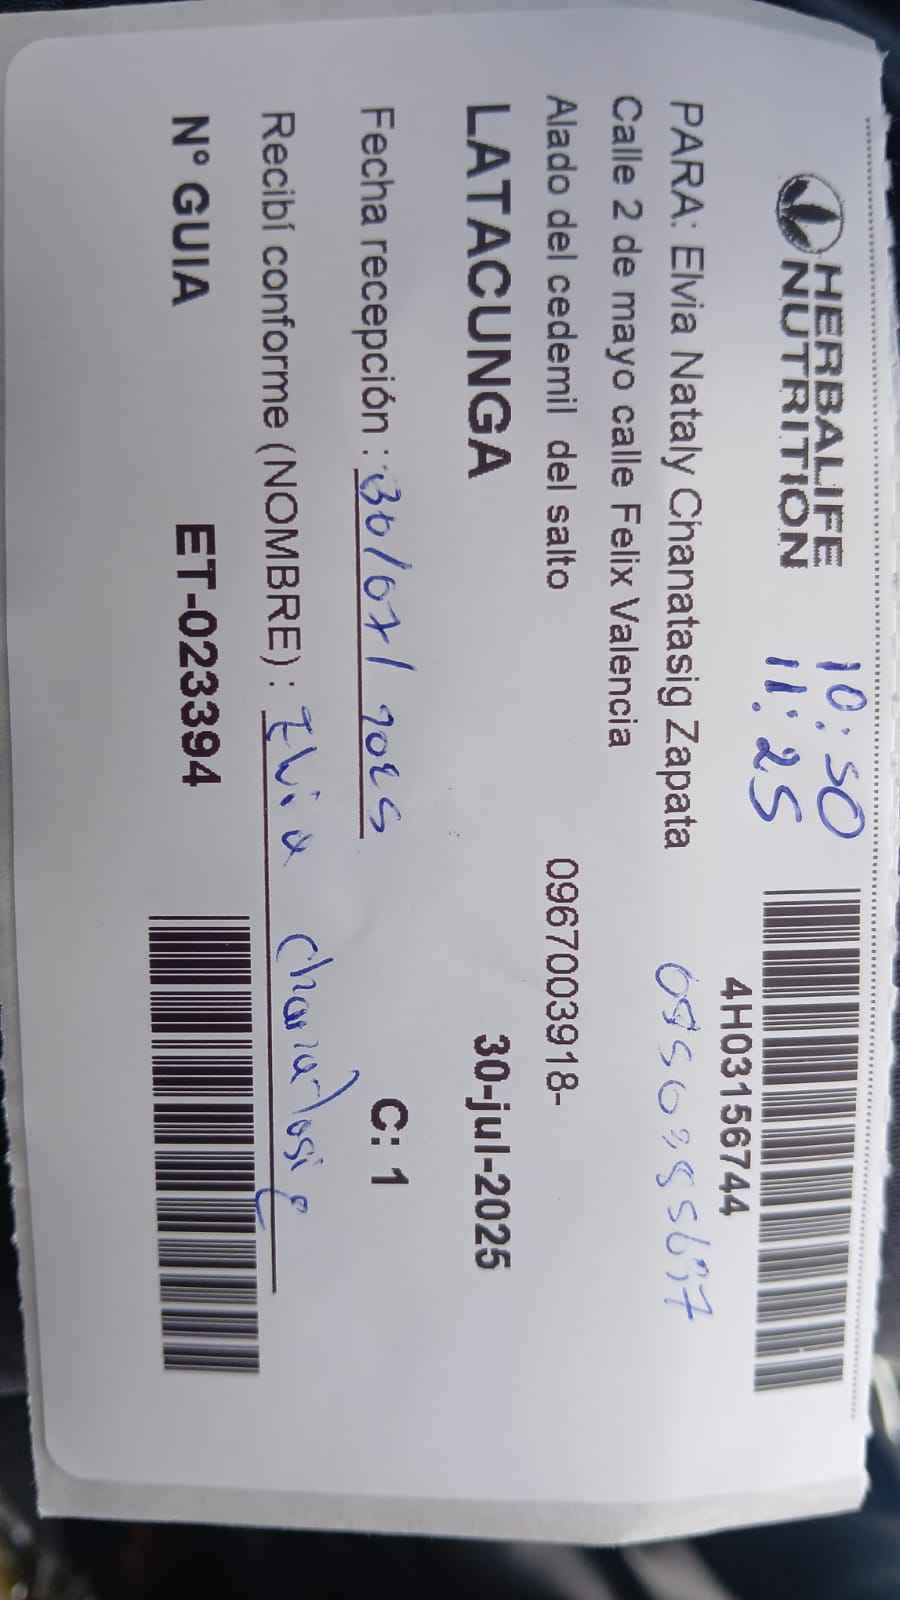 HERBALIFE
NUTRITION
10:50
11:25
4H03156744
PARA: Elvia Nataly Chanatasig Zapata
Calle 2 de mayo calle Felix Valencia
Alado del cedemil del salto 0967003918-
LATACUNGA 30-jul-2025
Fecha recepción : 30/07/2025 C: 1
Recibí conforme (NOMBRE) : Elvia Chanatasig
N° GUIA ET-023394